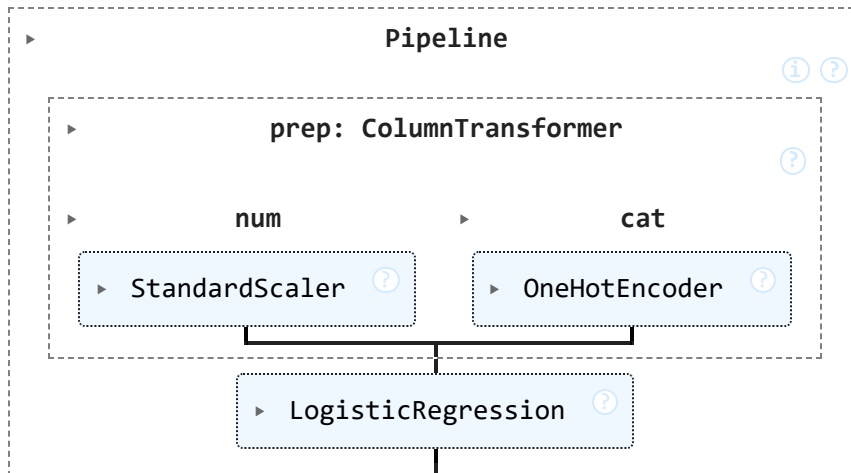 Pipeline
i ?
prep: ColumnTransformer
?
num cat
StandardScaler ? OneHotEncoder ?
LogisticRegression ?